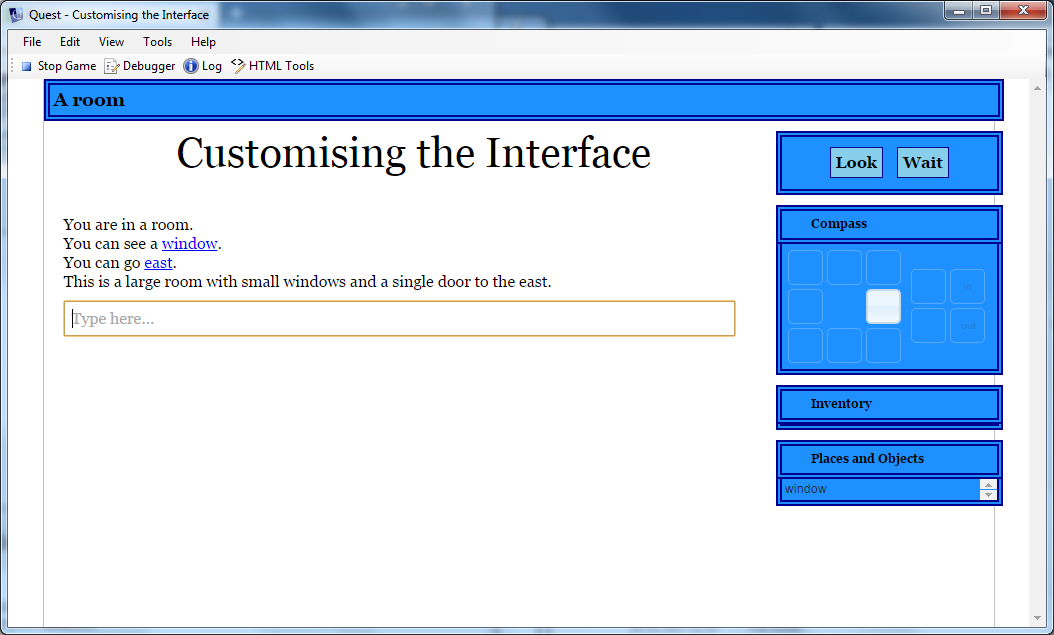 Quest - Customising the Interface
File Edit View Tools Help
Stop Game Debugger Log HTML Tools
A room
Customising the Interface
You are in a room.
You can see a window.
You can go east.
This is a large room with small windows and a single door to the east.
Type here...
Look Wait
Compass
in
out
Inventory
Places and Objects
window